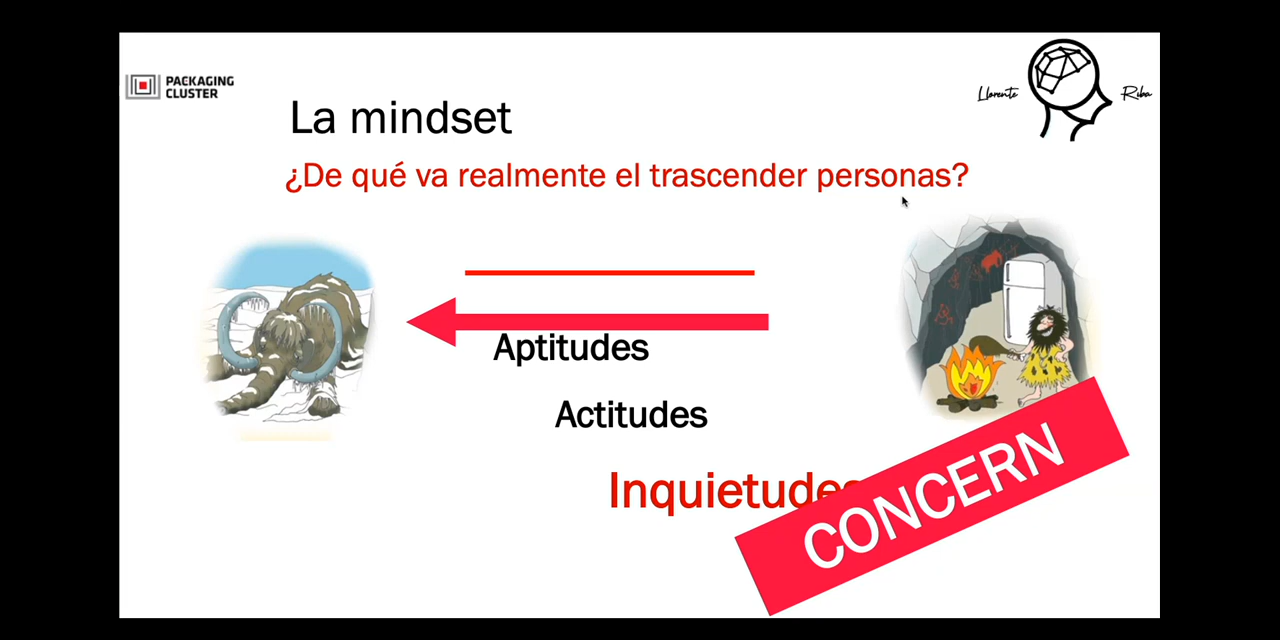 PACKAGING
CLUSTER
Llorente
Riba
La mindset
¿De qué va realmente el trascender personas?
Aptitudes
Actitudes
Inquietudes
CONCERN